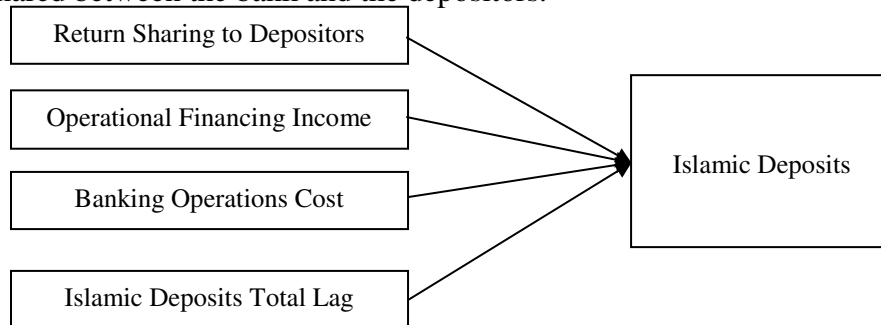 between the bank and the depositors.
Return Sharing to Depositors
Operational Financing Income
Banking Operations Cost
Islamic Deposits
Islamic Deposits Total Lag